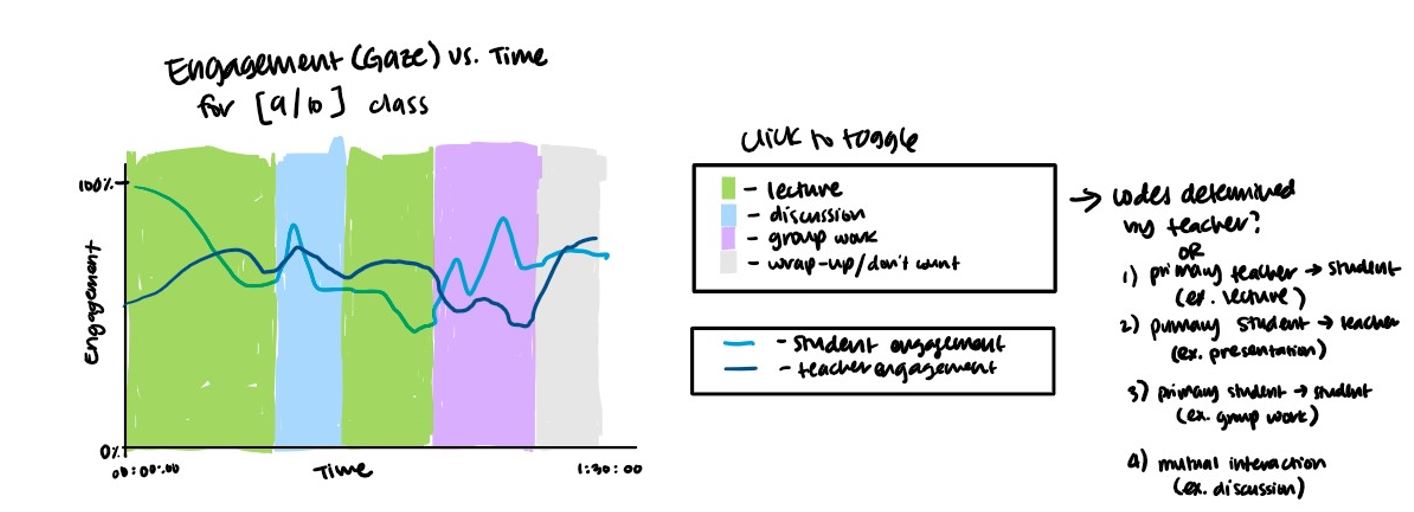 Engagement (Gaze) vs. Time
for [9/10] class
100%
Engagement
0%
00:00:00
Time
1:30:00
Click to toggle
- lecture
- discussion
- group work
- wrap-up/don't count
- student engagement
- teacher engagement
→ codes determined
by teacher?
OR
1) primary teacher → student
(ex. lecture)
2) primary student → teacher
(ex. presentation)
3) primary student → student
(ex. group work)
4) mutual interaction
(ex. discussion)